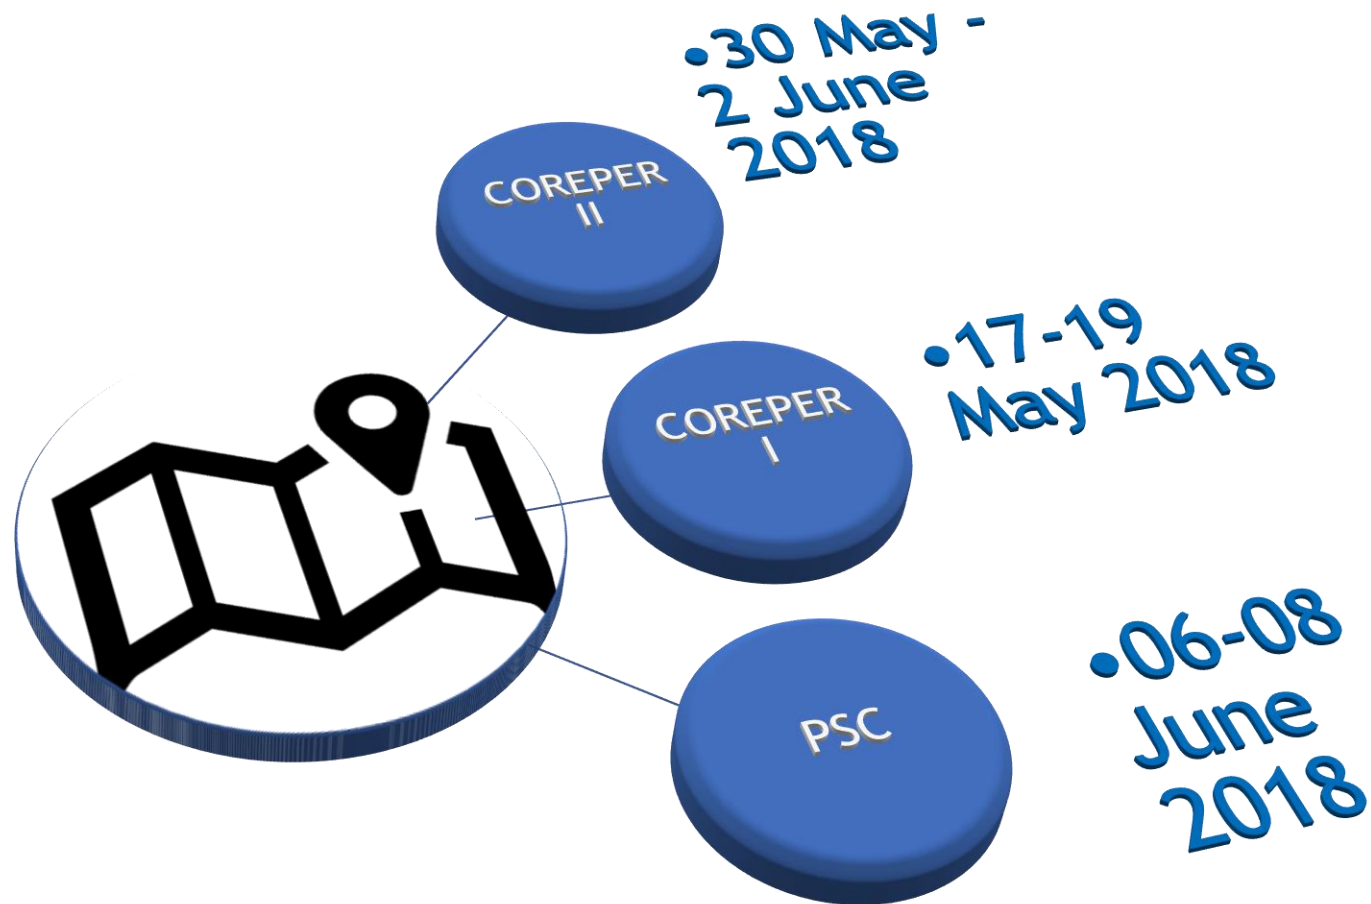 •30 May -
2 June
2018
COREPER
II
•17-19
May 2018
COREPER
I
•06-08
June
2018
PSC